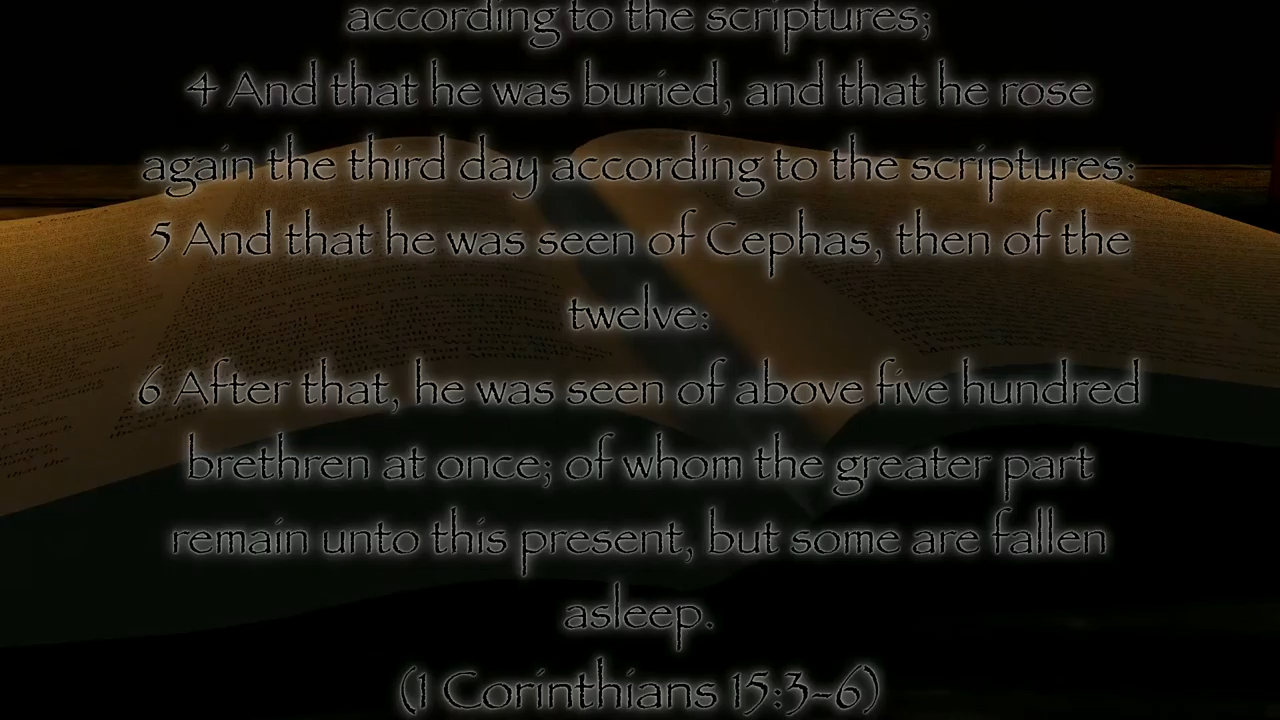 according to the scriptures;
4 And that he was buried, and that he rose
again the third day according to the scriptures:
5 And that he was seen of Cephas, then of the
twelve:
6 After that, he was seen of above five hundred
brethren at once; of whom the greater part
remain unto this present, but some are fallen
asleep.
(1 Corinthians 15:3-6)